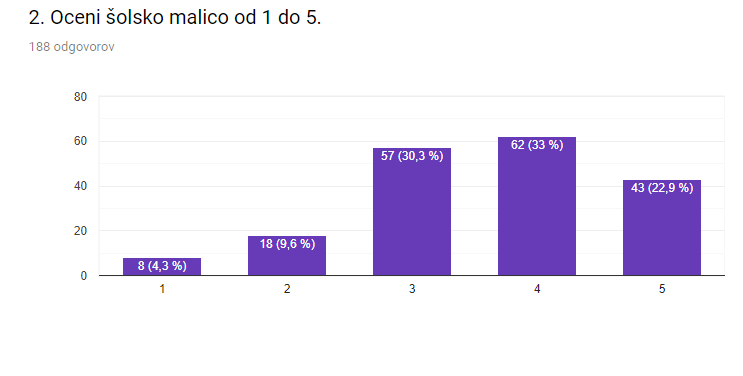 2. Oceni šolsko malico od 1 do 5.
188 odgovorov
80
60
40
20
0
8 (4,3 %)
18 (9,6 %)
57 (30,3 %)
62 (33 %)
43 (22,9 %)
1 2 3 4 5